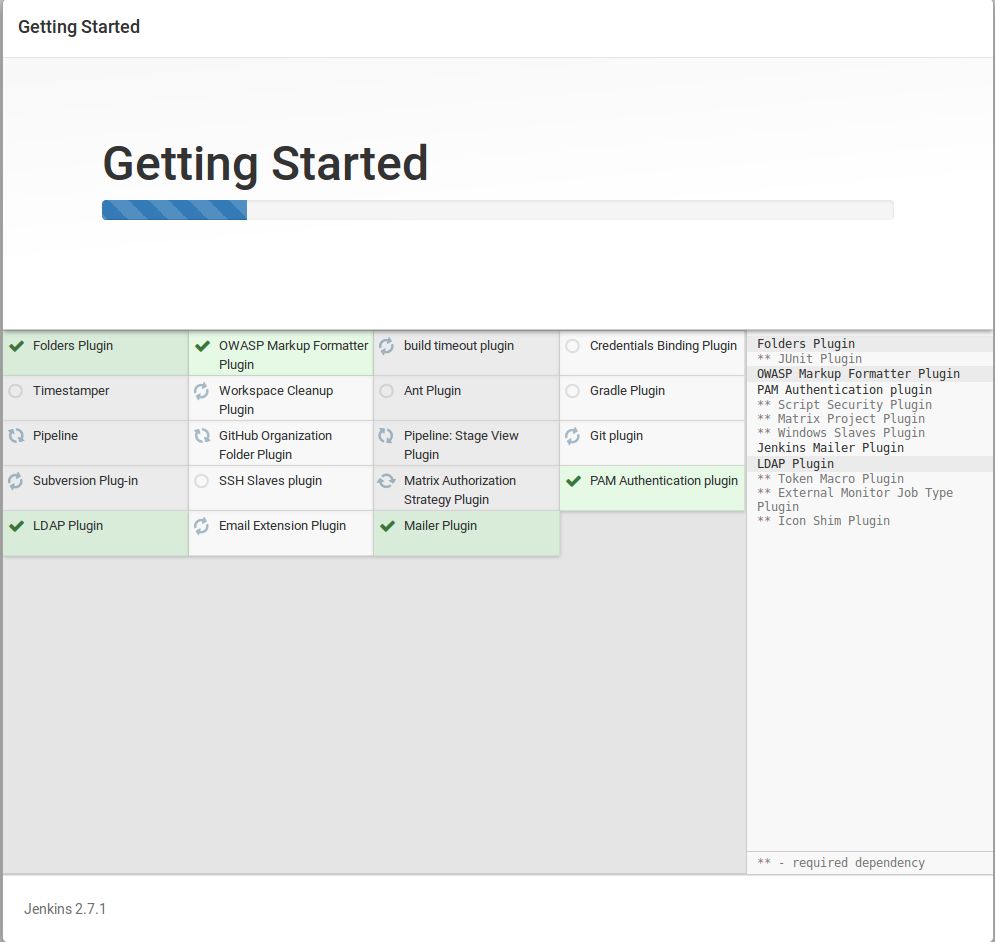 Getting Started
Getting Started
Folders Plugin
OWASP Markup Formatter
Plugin
build timeout plugin
Credentials Binding Plugin
Timestamper
Workspace Cleanup
Plugin
Ant Plugin
Gradle Plugin
Pipeline
GitHub Organization
Folder Plugin
Pipeline: Stage View
Plugin
Git plugin
Subversion Plug-in
SSH Slaves plugin
Matrix Authorization
Strategy Plugin
PAM Authentication plugin
LDAP Plugin
Email Extension Plugin
Mailer Plugin
Folders Plugin
** JUnit Plugin
OWASP Markup Formatter Plugin
PAM Authentication plugin
** Script Security Plugin
** Matrix Project Plugin
** Windows Slaves Plugin
Jenkins Mailer Plugin
LDAP Plugin
** Token Macro Plugin
** External Monitor Job Type
Plugin
** Icon Shim Plugin
** - required dependency
Jenkins 2.7.1